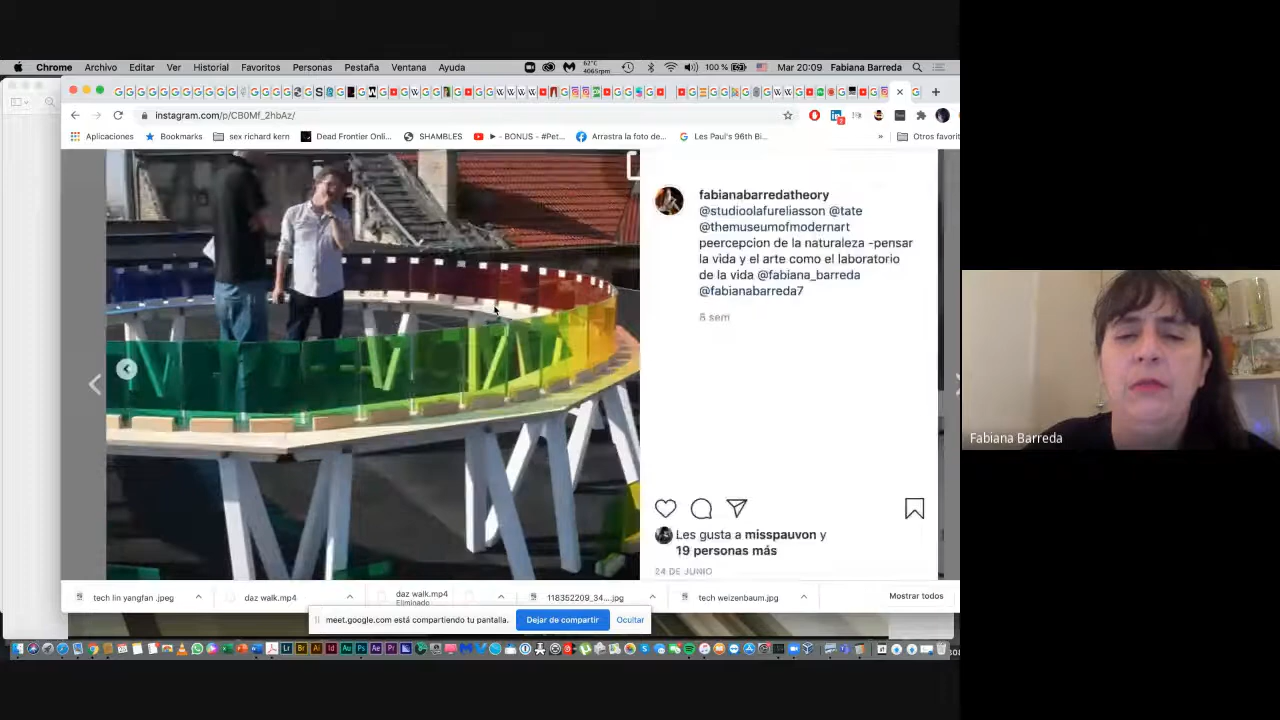 Chrome Archivo Editar Ver Historial Favoritos Personas Pestaña Ventana Ayuda 62°C 4066rpm 100 % Mar 20:09 Fabiana Barreda
instagram.com/p/CB0Mf_2hbAz/
Aplicaciones Bookmarks sex richard kern Dead Frontier Onli... SHAMBLES ► - BONUS - #Pet... Arrastra la foto de... Les Paul's 96th Bi... » Otros favorit
fabianabarredatheory
@studioolafureliasson @tate
@themuseumofmodernart
peercepcion de la naturaleza -pensar
la vida y el arte como el laboratorio
de la vida @fabiana_barreda
@fabianabarreda7
Fabiana Barreda
Les gusta a misspauvon y
19 personas más
24 DE JUNIO
tech lin yangfan .jpeg daz walk.mp4 daz walk.mp4 118352209_34....jpg tech weizenbaum.jpg Mostrar todos
Eliminado
meet.google.com está compartiendo tu pantalla. Dejar de compartir Ocultar